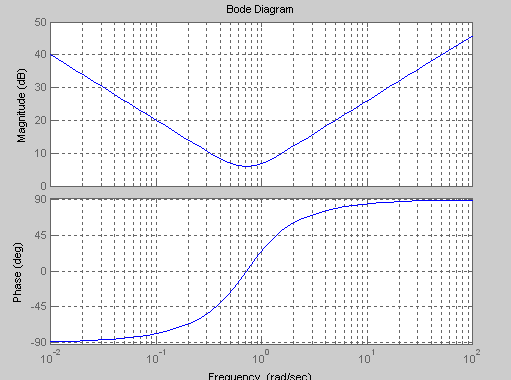 Bode Diagram
50
40
30
20
10
0
Magnitude (dB)
90
45
0
-45
-90
Phase (deg)
10^-2 10^-1 10^0 10^1 10^2
Frequency (rad/sec)